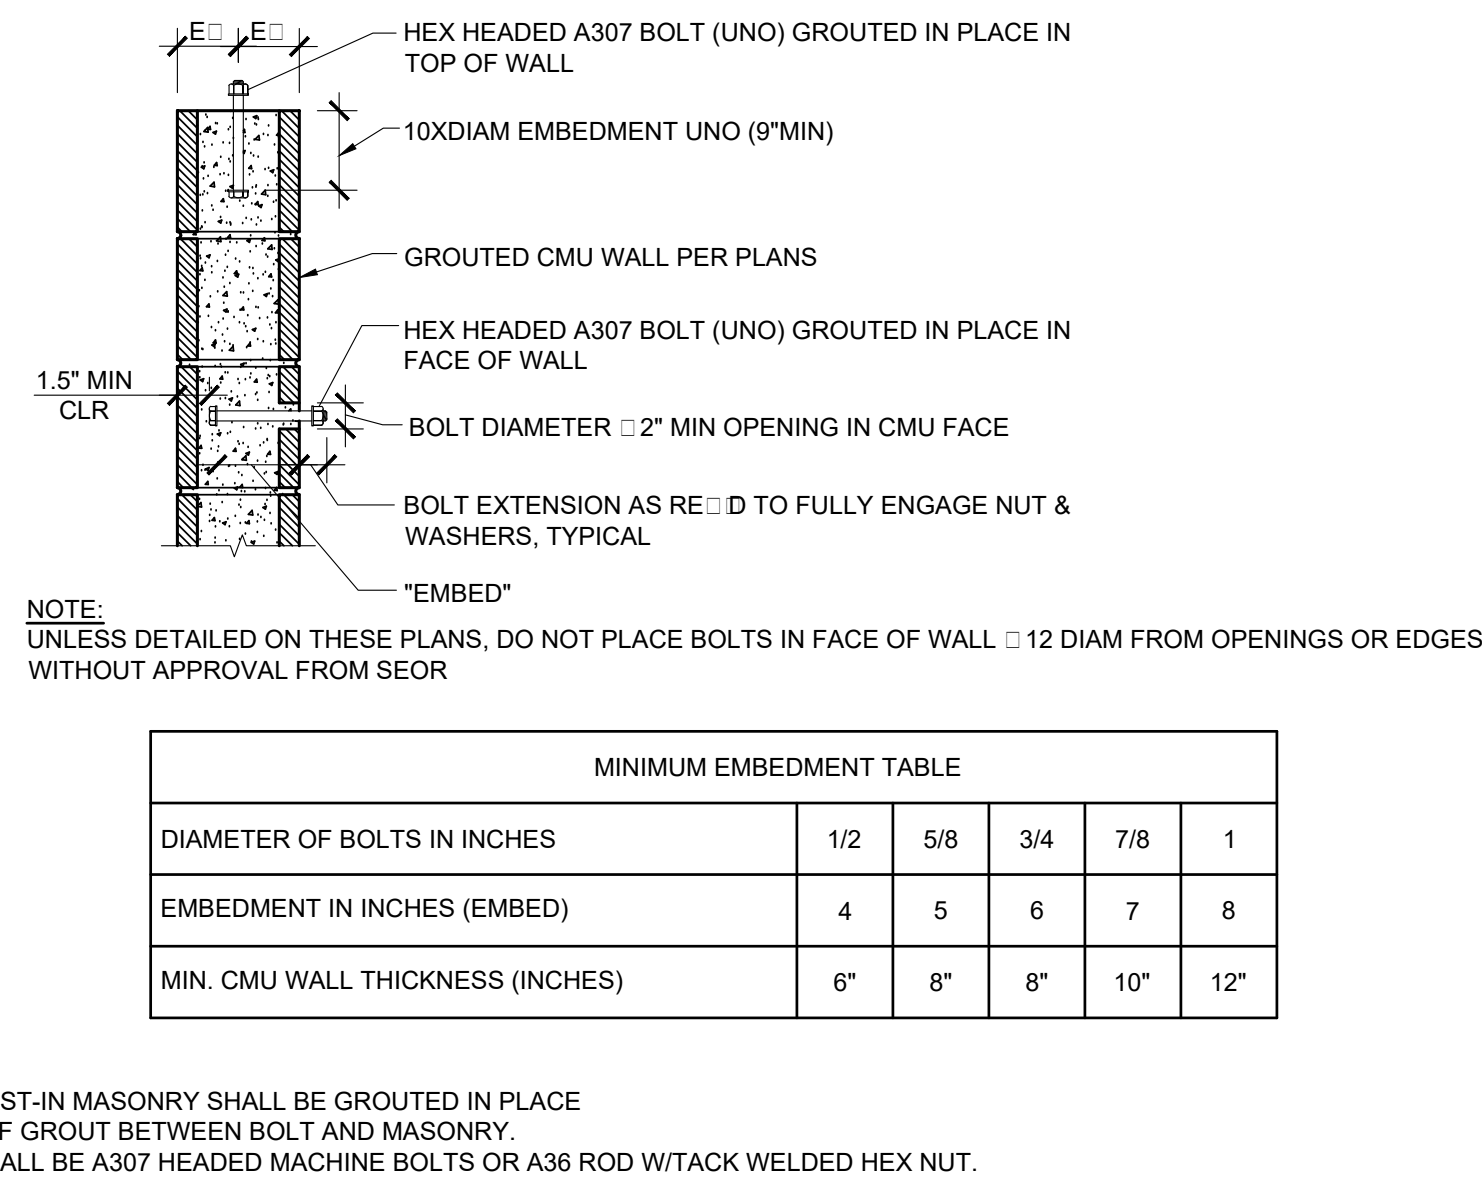 E□ E□
HEX HEADED A307 BOLT (UNO) GROUTED IN PLACE IN
TOP OF WALL
10XDIAM EMBEDMENT UNO (9"MIN)
GROUTED CMU WALL PER PLANS
HEX HEADED A307 BOLT (UNO) GROUTED IN PLACE IN
FACE OF WALL
1.5" MIN
CLR
BOLT DIAMETER □ 2" MIN OPENING IN CMU FACE
BOLT EXTENSION AS RE□□D TO FULLY ENGAGE NUT &
WASHERS, TYPICAL
"EMBED"
NOTE:
UNLESS DETAILED ON THESE PLANS, DO NOT PLACE BOLTS IN FACE OF WALL □ 12 DIAM FROM OPENINGS OR EDGES
WITHOUT APPROVAL FROM SEOR
MINIMUM EMBEDMENT TABLE
DIAMETER OF BOLTS IN INCHES 1/2 5/8 3/4 7/8 1
EMBEDMENT IN INCHES (EMBED) 4 5 6 7 8
MIN. CMU WALL THICKNESS (INCHES) 6" 8" 8" 10" 12"
ST-IN MASONRY SHALL BE GROUTED IN PLACE
F GROUT BETWEEN BOLT AND MASONRY.
ALL BE A307 HEADED MACHINE BOLTS OR A36 ROD W/TACK WELDED HEX NUT.